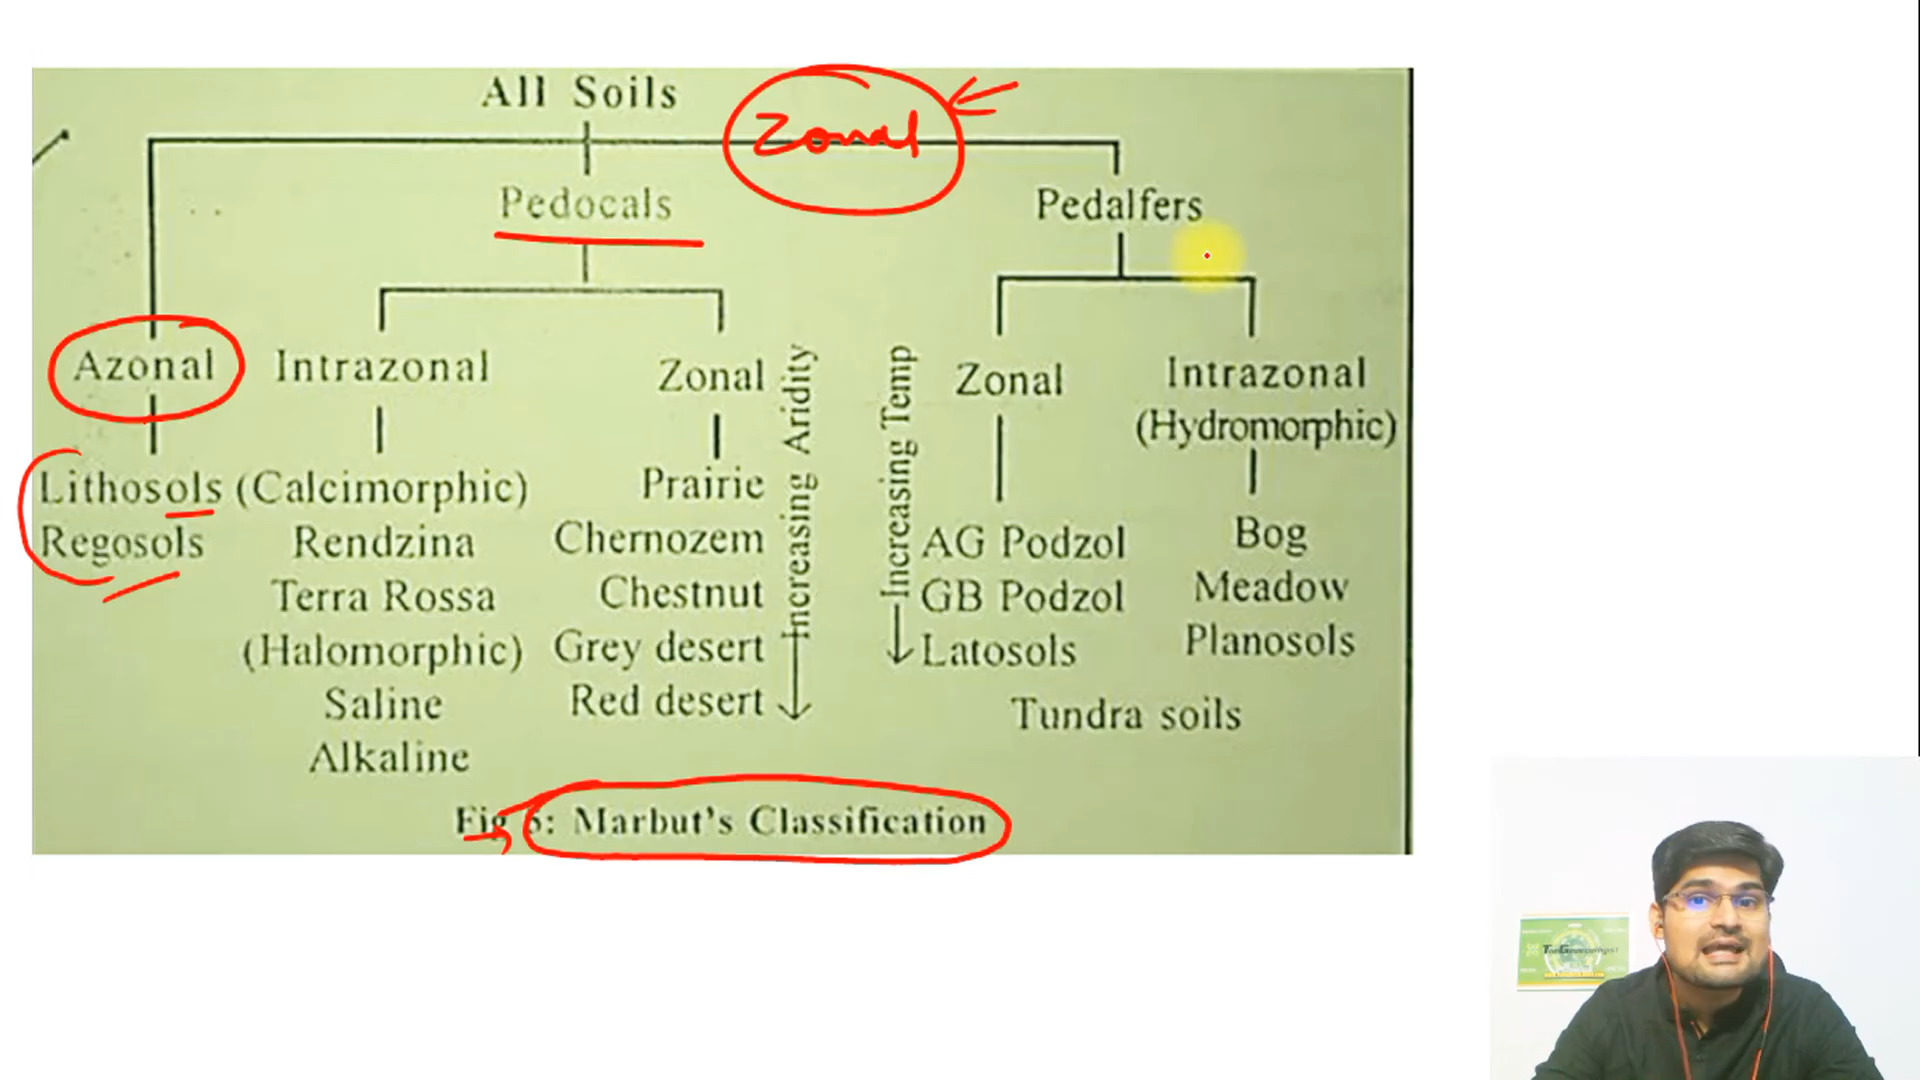 All Soils
Zonal
Pedocals
Pedalfers
Azonal
Intrazonal
Zonal
Increasing Aridity
Increasing Temp
Zonal
Intrazonal
(Hydromorphic)
Lithosols
Regosols
(Calcimorphic)
Rendzina
Terra Rossa
(Halomorphic)
Saline
Alkaline
Prairie
Chernozem
Chestnut
Grey desert
Red desert
AG Podzol
GB Podzol
Latosols
Bog
Meadow
Planosols
Tundra soils
Fig 5: Marbut's Classification